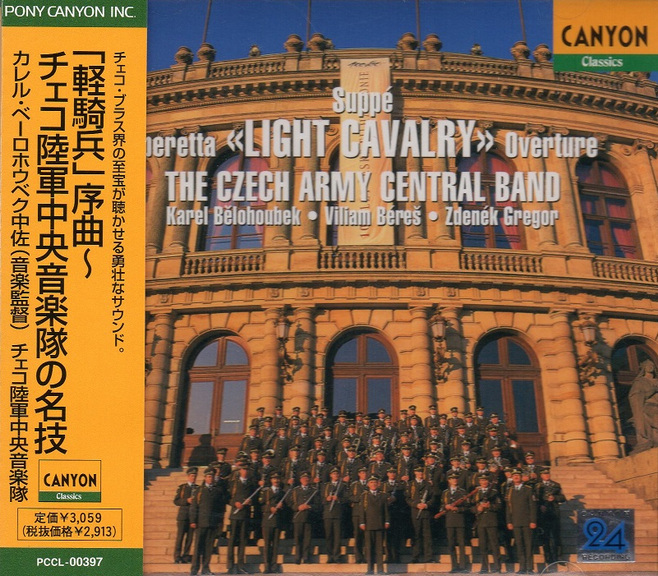 PONY CANYON INC.
チェコ・ブラス界の至宝が聴かせる勇壮なサウンド。
「軽騎兵」序曲〜
チェコ陸軍中央音楽隊の名技
カレル・ベーロホウベク中佐(音楽監督) チェコ陸軍中央音楽隊
CANYON
Classics
定価¥3,059
(税抜価格¥2,913)
PCCL-00397
CANYON
Classics
Suppé
peretta «LIGHT CAVALRY» Overture
THE CZECH ARMY CENTRAL BAND
Karel Bělohoubek • Viliam Béreš • Zdeněk Gregor
24